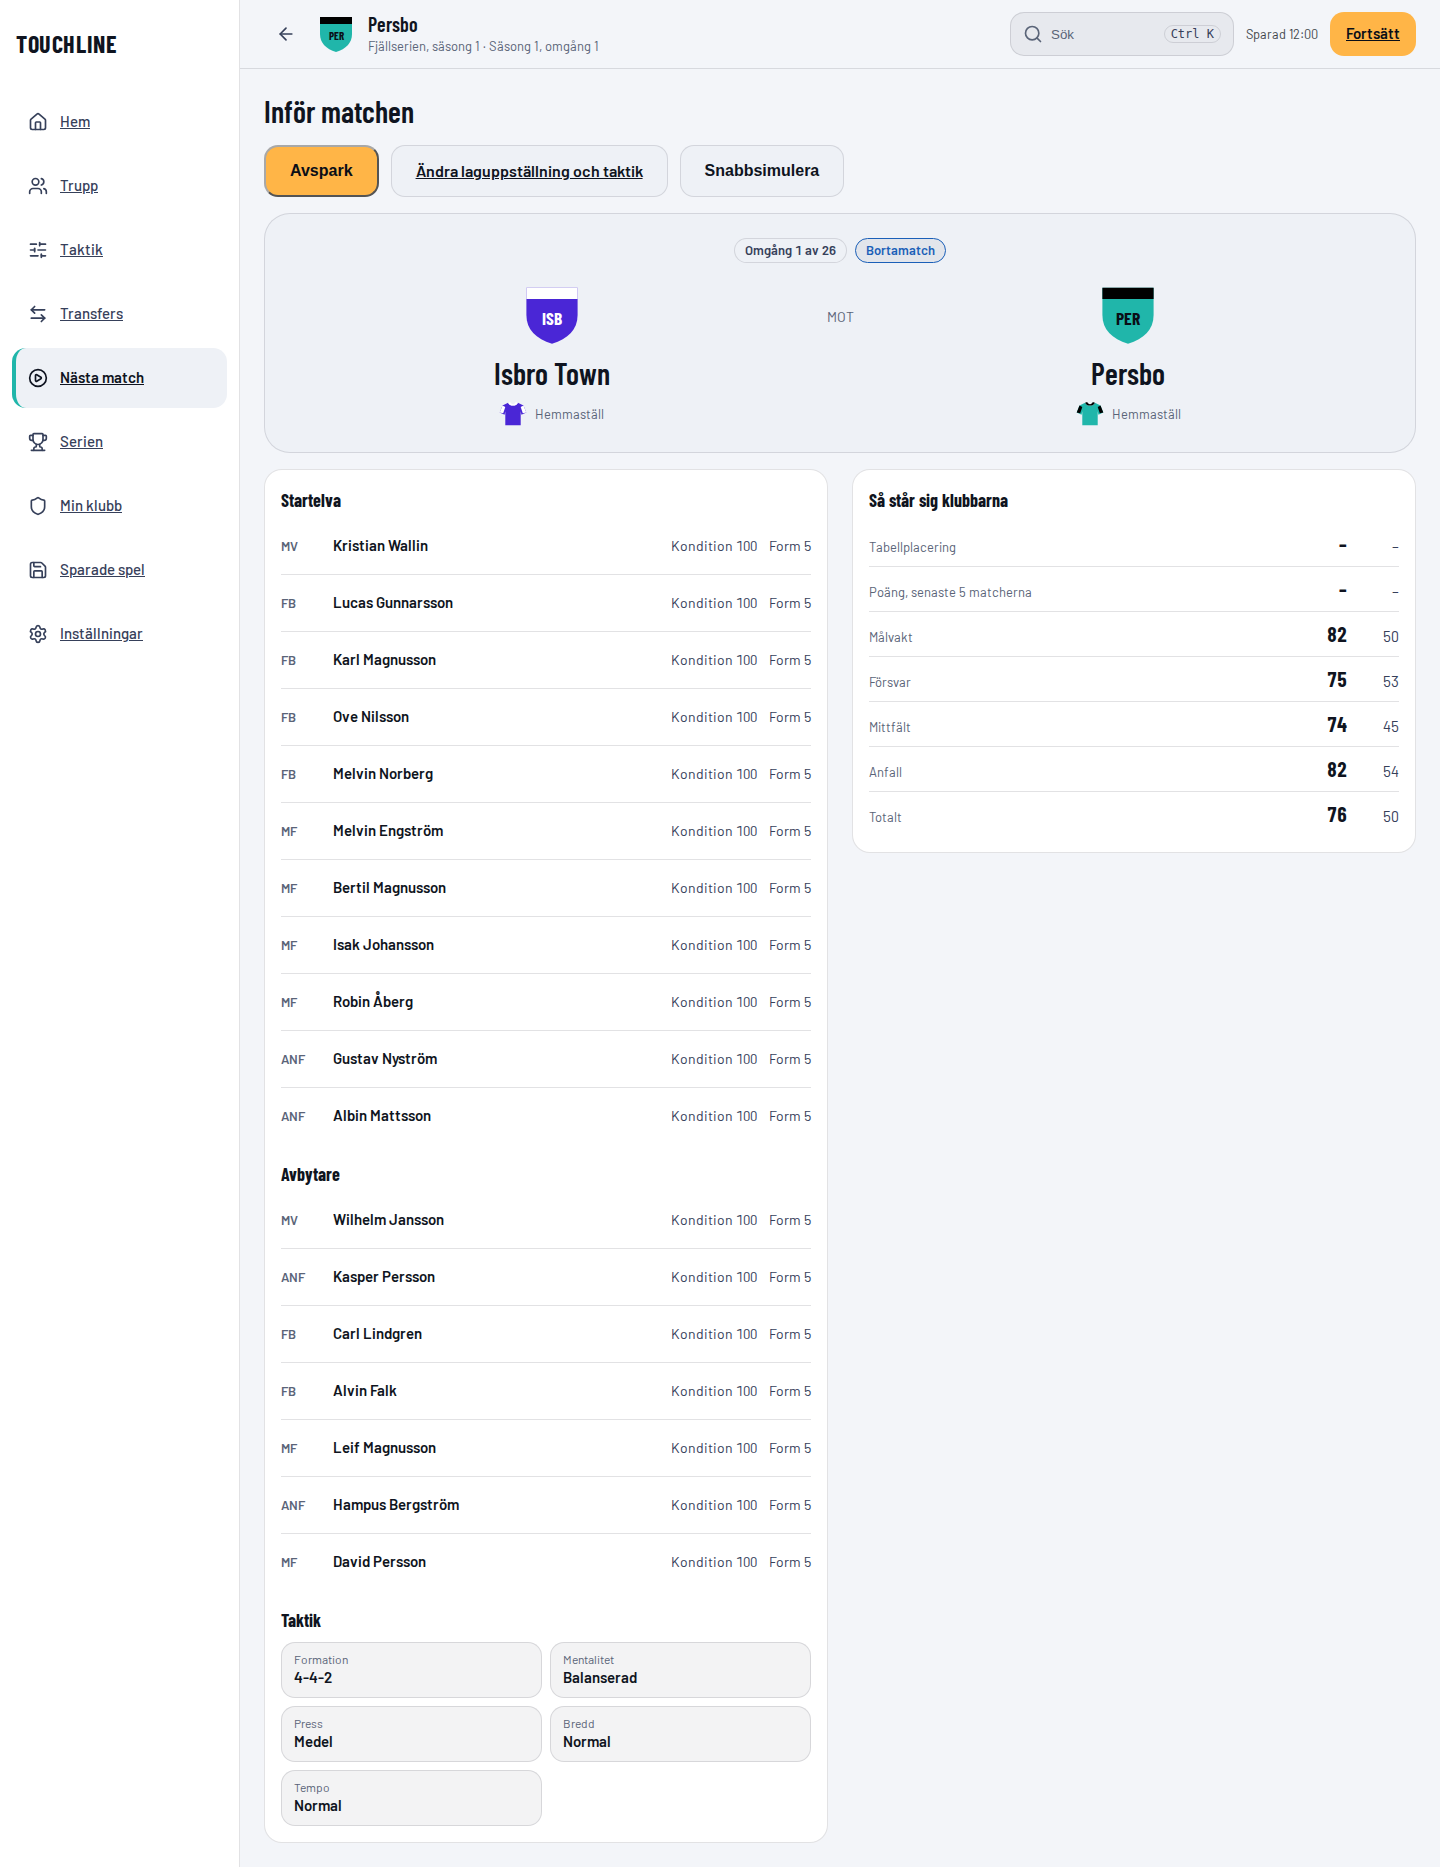 TOUCHLINE
Hem
Trupp
Taktik
Transfers
Nästa match
Serien
Min klubb
Sparade spel
Inställningar
PER
Persbo
Fjällserien, säsong 1 · Säsong 1, omgång 1
Sök
Ctrl K
Sparad 12:00
Fortsätt
Inför matchen
Avspark
Ändra laguppställning och taktik
Snabbsimulera
Omgång 1 av 26
Bortamatch
ISB
MOT
PER
Isbro Town
Persbo
Hemmaställ
Hemmaställ
Startelva
MV Kristian Wallin Kondition 100 Form 5
FB Lucas Gunnarsson Kondition 100 Form 5
FB Karl Magnusson Kondition 100 Form 5
FB Ove Nilsson Kondition 100 Form 5
FB Melvin Norberg Kondition 100 Form 5
MF Melvin Engström Kondition 100 Form 5
MF Bertil Magnusson Kondition 100 Form 5
MF Isak Johansson Kondition 100 Form 5
MF Robin Åberg Kondition 100 Form 5
ANF Gustav Nyström Kondition 100 Form 5
ANF Albin Mattsson Kondition 100 Form 5
Avbytare
MV Wilhelm Jansson Kondition 100 Form 5
ANF Kasper Persson Kondition 100 Form 5
FB Carl Lindgren Kondition 100 Form 5
FB Alvin Falk Kondition 100 Form 5
MF Leif Magnusson Kondition 100 Form 5
ANF Hampus Bergström Kondition 100 Form 5
MF David Persson Kondition 100 Form 5
Taktik
Formation
4-4-2
Mentalitet
Balanserad
Press
Medel
Bredd
Normal
Tempo
Normal
Så står sig klubbarna
Tabellplacering – –
Poäng, senaste 5 matcherna – –
Målvakt 82 50
Försvar 75 53
Mittfält 74 45
Anfall 82 54
Totalt 76 50